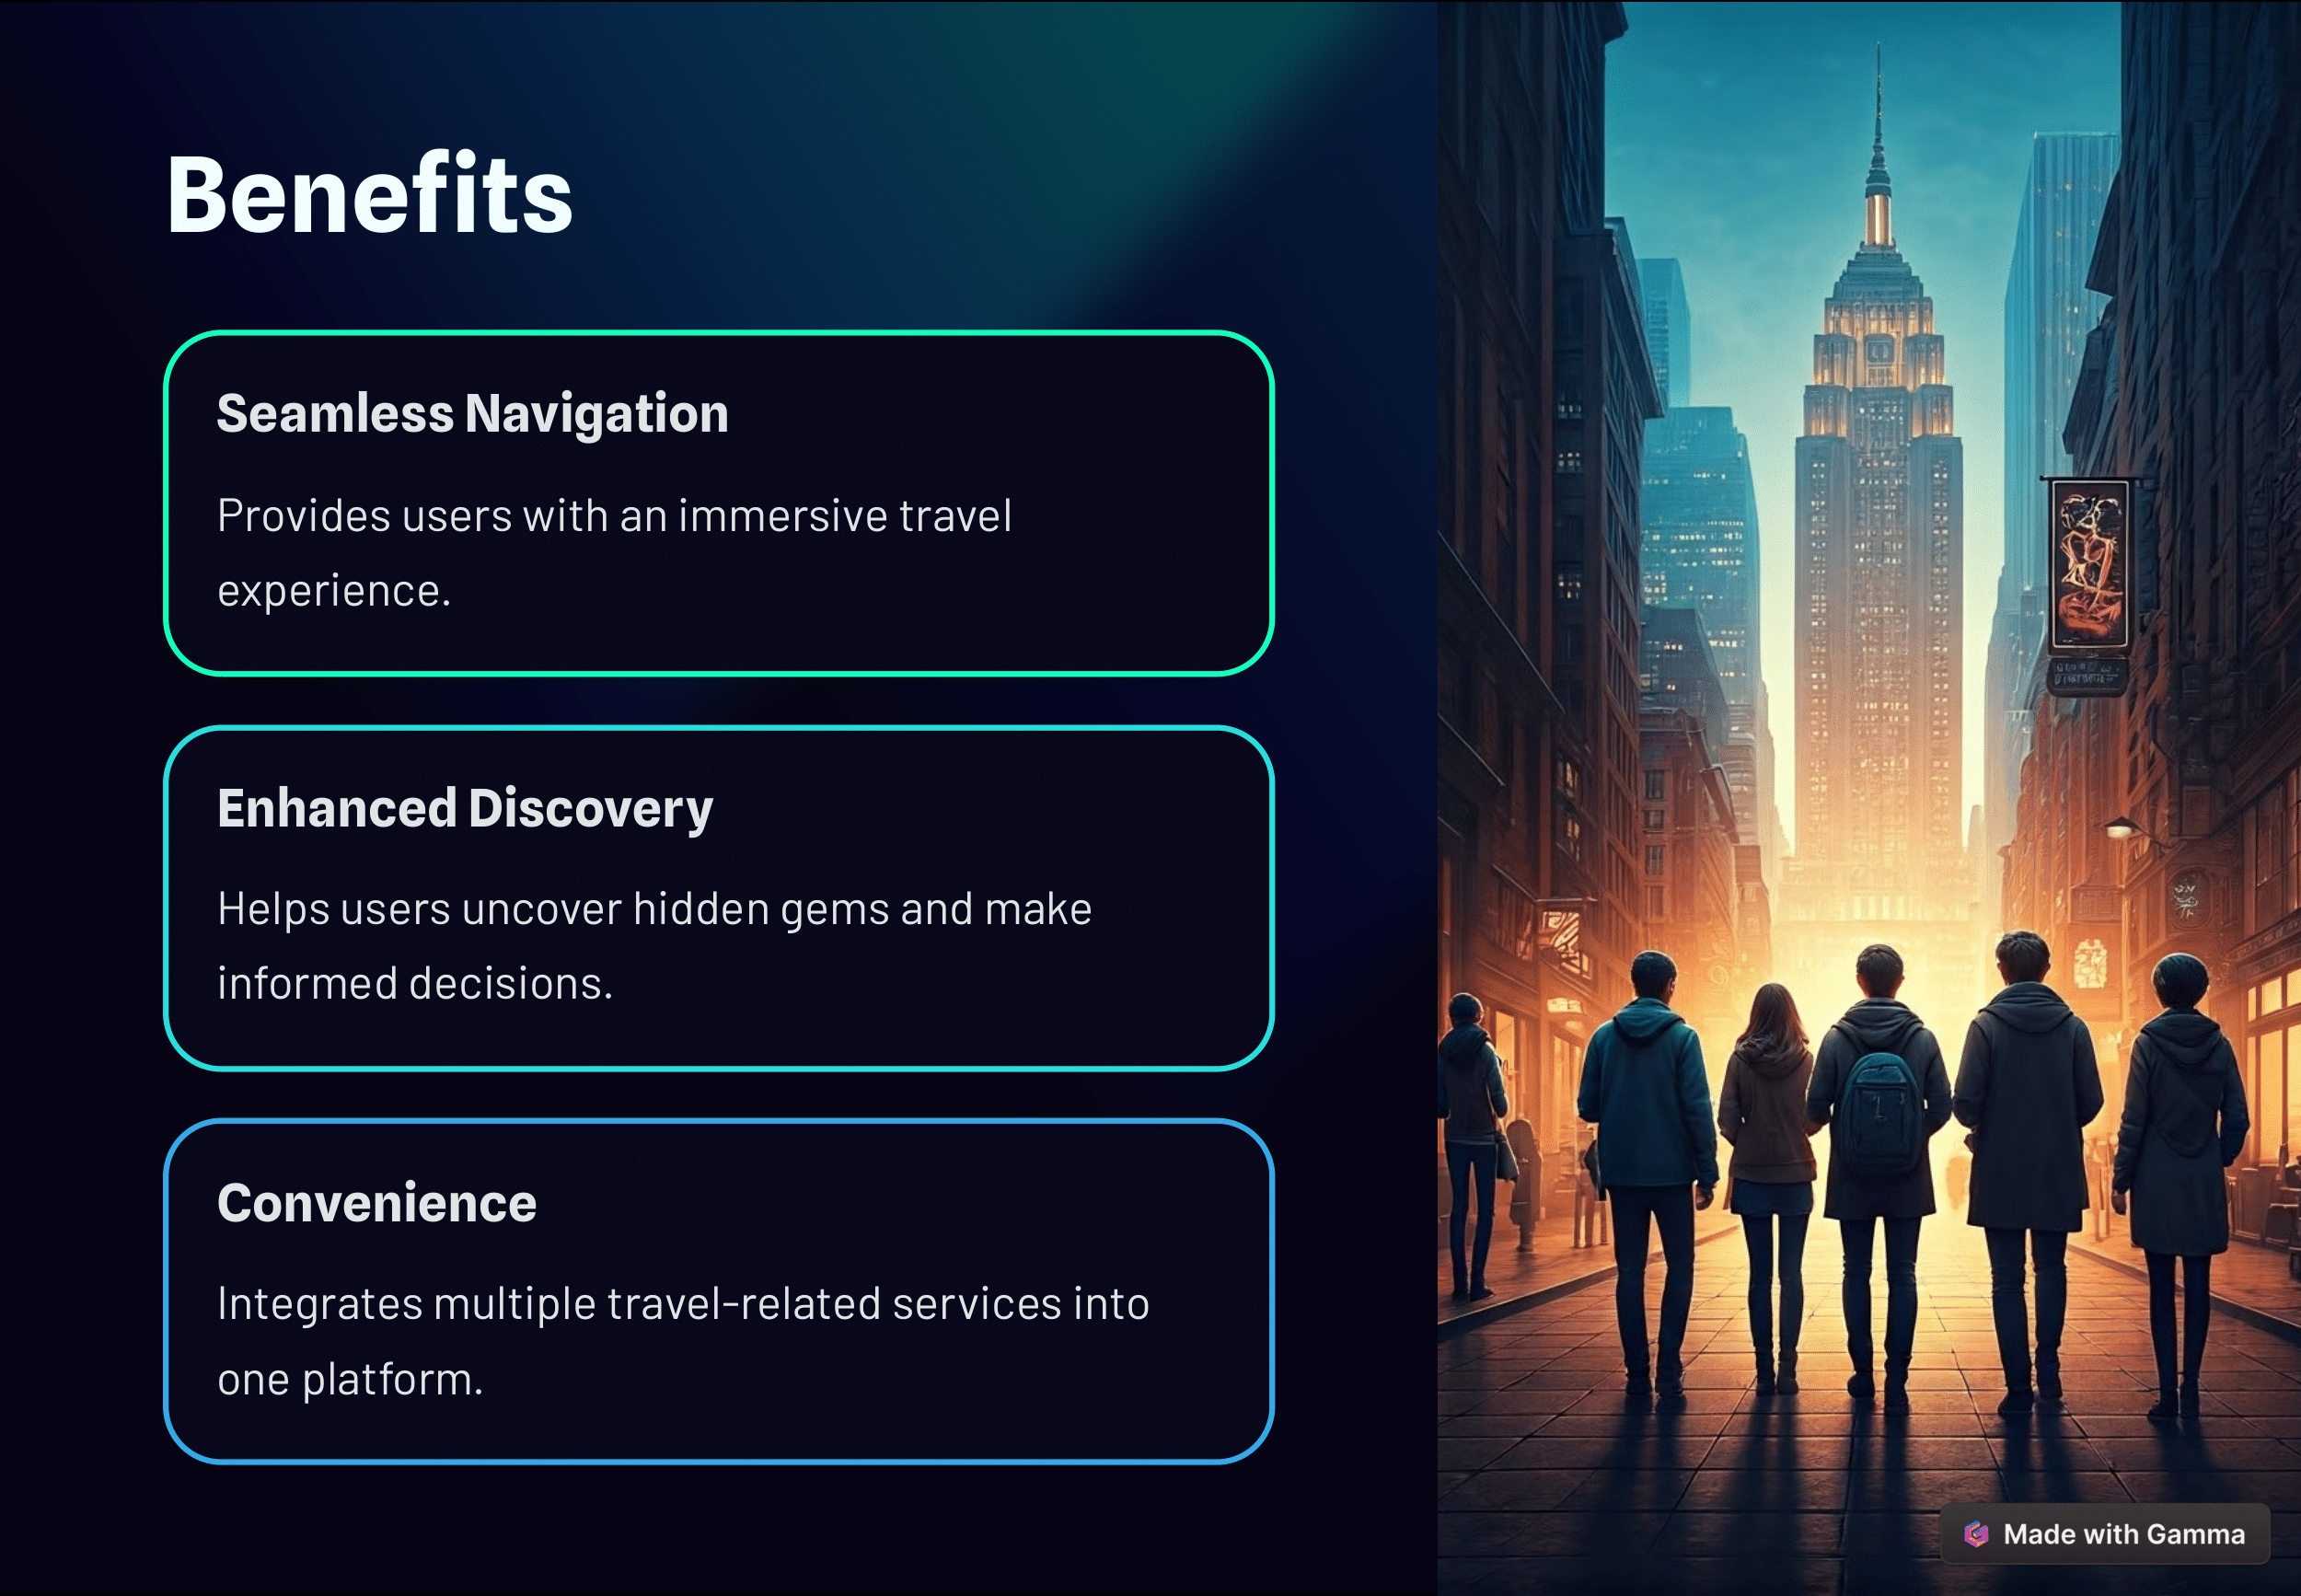 Benefits
Seamless Navigation
Provides users with an immersive travel
experience.
Enhanced Discovery
Helps users uncover hidden gems and make
informed decisions.
Convenience
Integrates multiple travel-related services into
one platform.
Made with Gamma